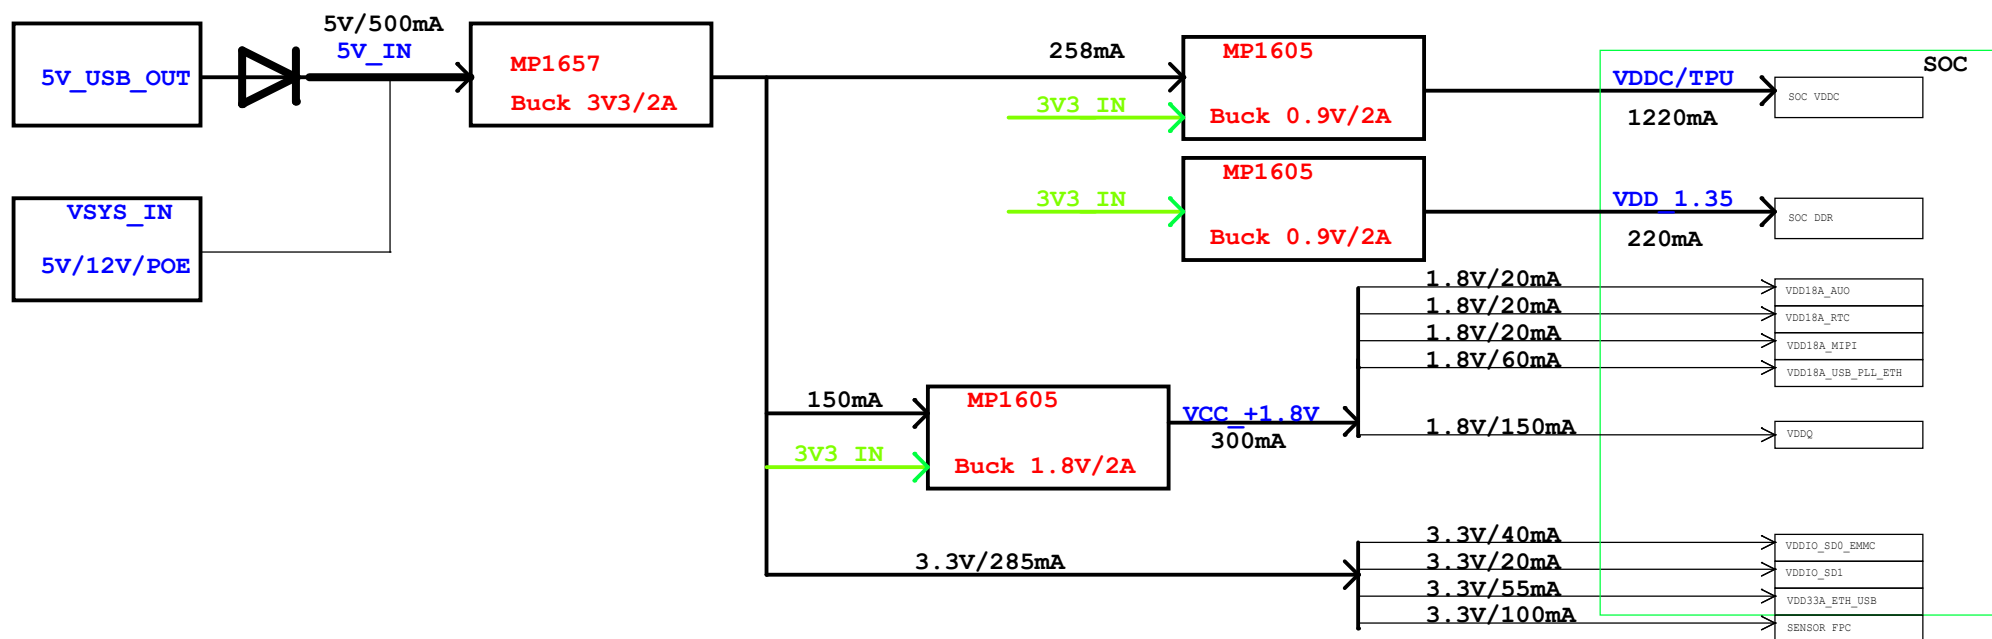 5V/500mA
5V_IN
5V_USB_OUT
MP1657
Buck 3V3/2A
VSYS_IN
5V/12V/POE
258mA
3V3 IN
MP1605
Buck 0.9V/2A
VDDC/TPU
1220mA
SOC
SOC VDDC
3V3 IN
MP1605
Buck 0.9V/2A
VDD_1.35
220mA
SOC DDR
1.8V/20mA
VDD18A_AUO
1.8V/20mA
VDD18A_RTC
1.8V/20mA
VDD18A_MIPI
1.8V/60mA
VDD18A_USB_PLL_ETH
150mA
3V3 IN
MP1605
Buck 1.8V/2A
VCC_+1.8V
300mA
1.8V/150mA
VDDQ
3.3V/285mA
3.3V/40mA
VDDIO_SD0_EMMC
3.3V/20mA
VDDIO_SD1
3.3V/55mA
VDD33A_ETH_USB
3.3V/100mA
SENSOR FPC